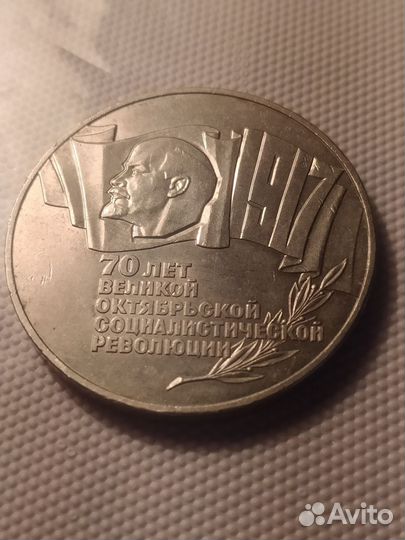 1917
70 ЛЕТ
ВЕЛИКОЙ
ОКТЯБРЬСКОЙ
СОЦИАЛИСТИЧЕСКОЙ
РЕВОЛЮЦИИ
Avito